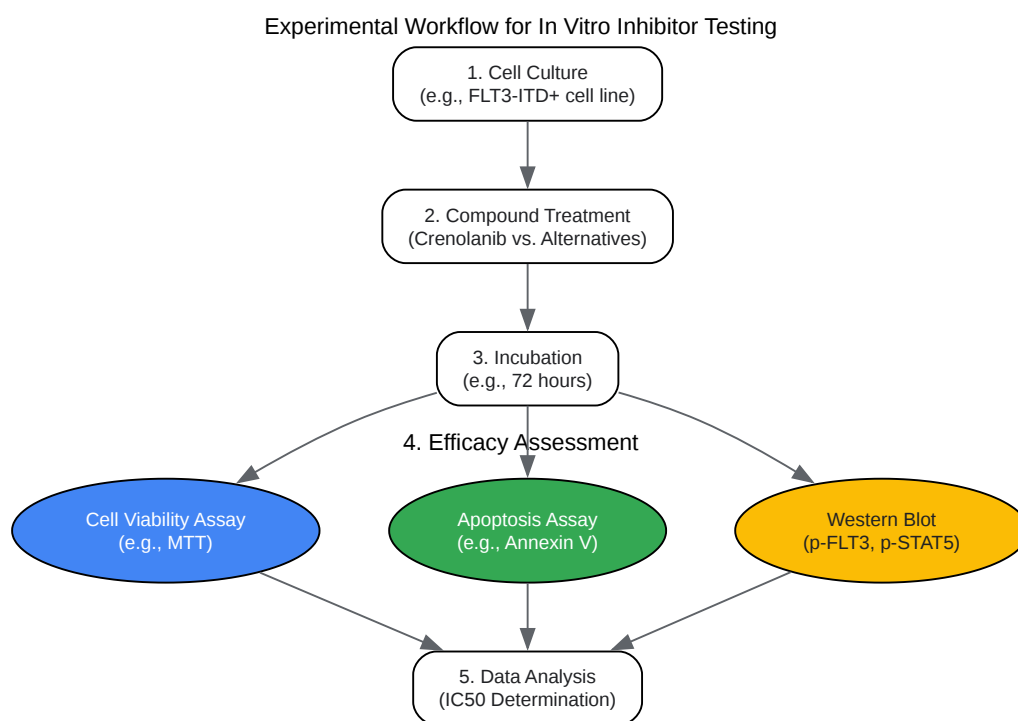 Experimental Workflow for In Vitro Inhibitor Testing
1. Cell Culture
(e.g., FLT3-ITD+ cell line)
2. Compound Treatment
(Crenolanib vs. Alternatives)
3. Incubation
(e.g., 72 hours)
4. Efficacy Assessment
Cell Viability Assay
(e.g., MTT)
Apoptosis Assay
(e.g., Annexin V)
Western Blot
(p-FLT3, p-STAT5)
5. Data Analysis
(IC50 Determination)